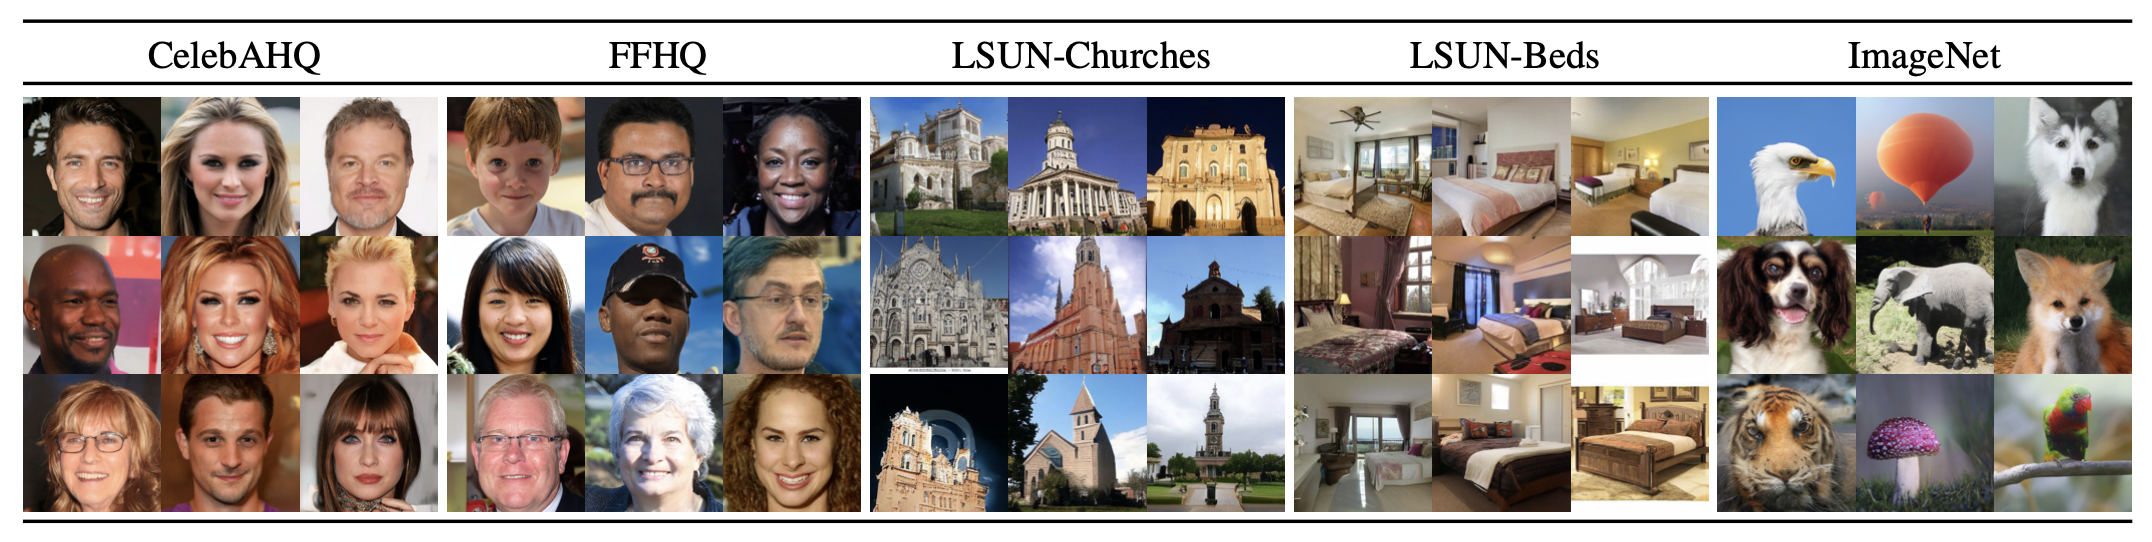 CelebAHQ
FFHQ
LSUN-Churches
LSUN-Beds
ImageNet